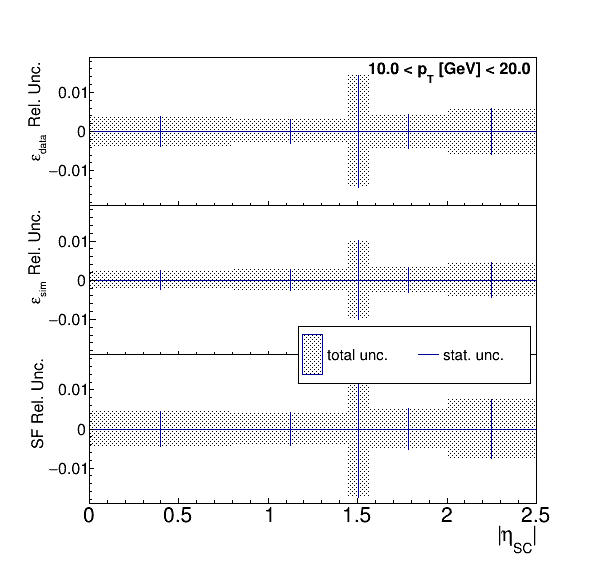 10.0 < p_T [GeV] < 20.0
ε_data Rel. Unc.
0.01
0
−0.01
ε_sim Rel. Unc.
0.01
0
−0.01
total unc.
stat. unc.
SF Rel. Unc.
0.01
0
−0.01
0 0.5 1 1.5 2 2.5
|η_SC|